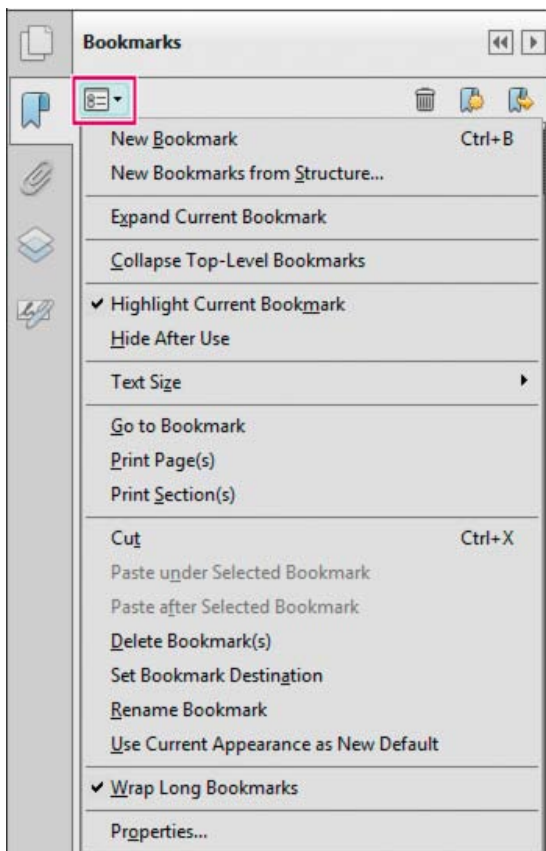 Bookmarks
New Bookmark Ctrl+B
New Bookmarks from Structure...
Expand Current Bookmark
Collapse Top-Level Bookmarks
Highlight Current Bookmark
Hide After Use
Text Size
Go to Bookmark
Print Page(s)
Print Section(s)
Cut Ctrl+X
Paste under Selected Bookmark
Paste after Selected Bookmark
Delete Bookmark(s)
Set Bookmark Destination
Rename Bookmark
Use Current Appearance as New Default
Wrap Long Bookmarks
Properties...